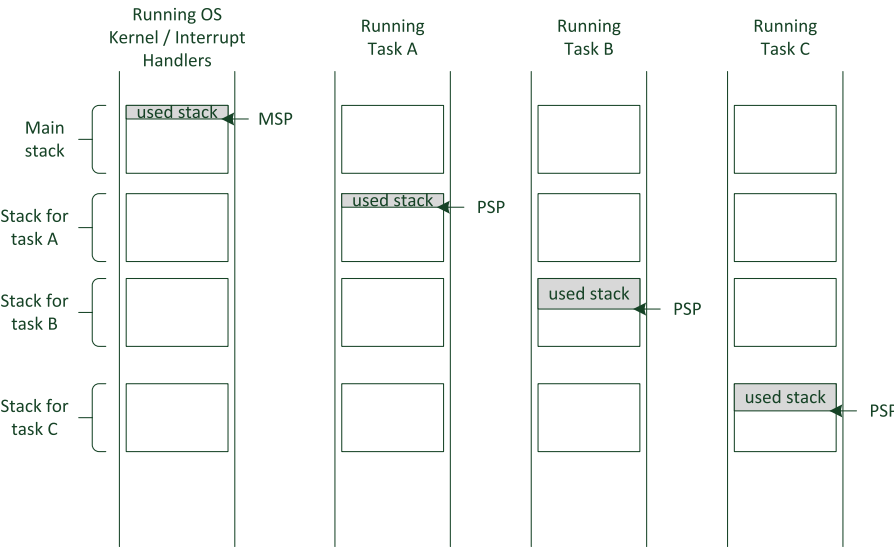 Running OS
Kernel / Interrupt
Handlers
Running
Task A
Running
Task B
Running
Task C
Main
stack
used stack
MSP
Stack for
task A
used stack
PSP
Stack for
task B
used stack
PSP
Stack for
task C
used stack
PSP